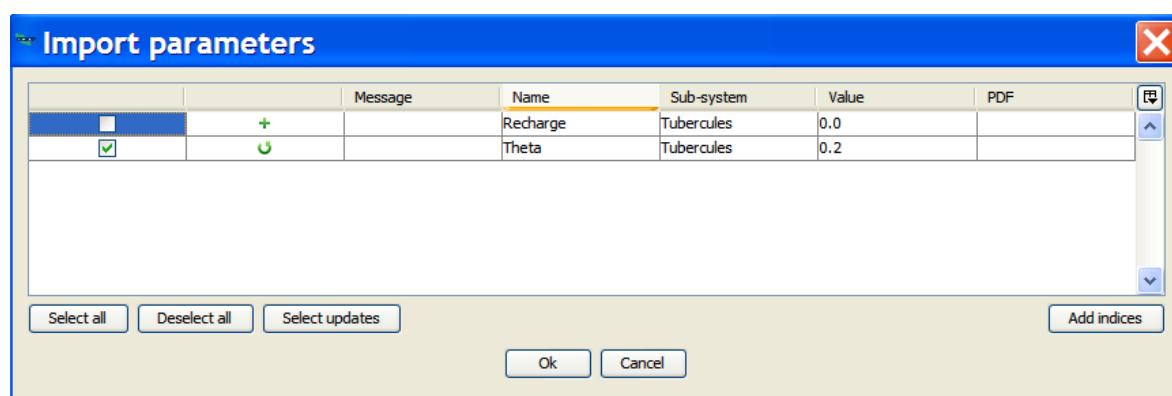 Import parameters
Message Name Sub-system Value PDF
Recharge Tubercules 0.0
Theta Tubercules 0.2
Select all Deselect all Select updates Add indices
Ok Cancel